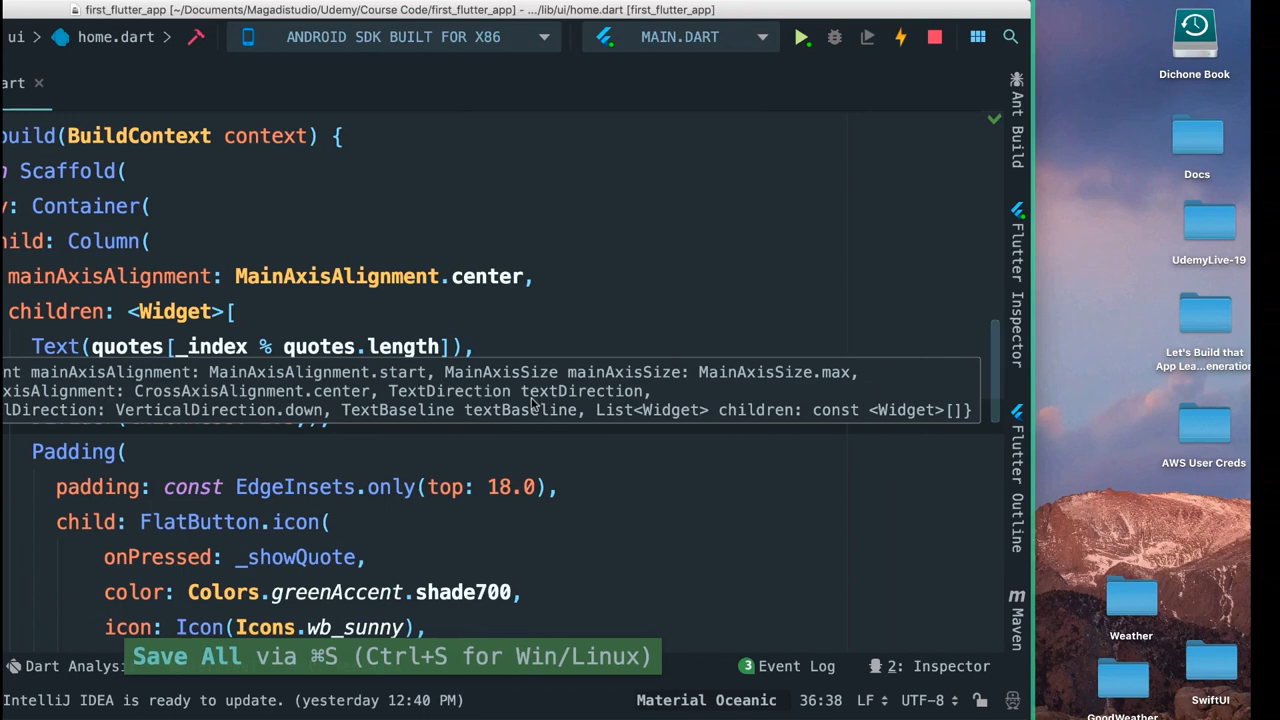 first_flutter_app [~/Documents/Magadistudio/Udemy/Course Code/first_flutter_app] - .../lib/ui/home.dart [first_flutter_app]
ui > home.dart > ANDROID SDK BUILT FOR X86 MAIN.DART
art ×
build(BuildContext context) {
n Scaffold(
y: Container(
hild: Column(
mainAxisAlignment: MainAxisAlignment.center,
children: <Widget>[
Text(quotes[_index % quotes.length]),
nt mainAxisAlignment: MainAxisAlignment.start, MainAxisSize mainAxisSize: MainAxisSize.max,
xisAlignment: CrossAxisAlignment.center, TextDirection textDirection,
lDirection: VerticalDirection.down, TextBaseline textBaseline, List<Widget> children: const <Widget>[]}
Padding(
padding: const EdgeInsets.only(top: 18.0),
child: FlatButton.icon(
onPressed: _showQuote,
color: Colors.greenAccent.shade700,
icon: Icon(Icons.wb_sunny),
Save All via ⌘S (Ctrl+S for Win/Linux)
Dart Analysi 3 Event Log 2: Inspector
IntelliJ IDEA is ready to update. (yesterday 12:40 PM) Material Oceanic 36:38 LF UTF-8
Ant Build
Flutter Inspector
Flutter Outline
m Maven
Dichone Book
Docs
UdemyLive-19
Let's Build that
App Lea...eneration
AWS User Creds
Weather
SwiftUI
GoodWeather